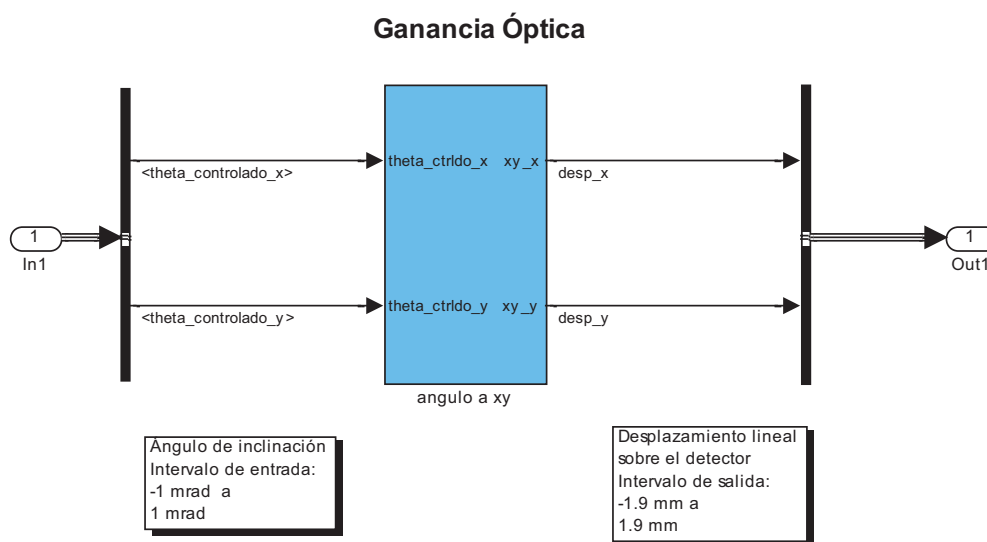 Ganancia Óptica
1
In1
<theta_controlado_x>
<theta_controlado_y>
theta_ctrldo_x xy_x
theta_ctrldo_y xy_y
angulo a xy
desp_x
desp_y
1
Out1
Ángulo de inclinación
Intervalo de entrada:
-1 mrad a
1 mrad
Desplazamiento lineal
sobre el detector
Intervalo de salida:
-1.9 mm a
1.9 mm